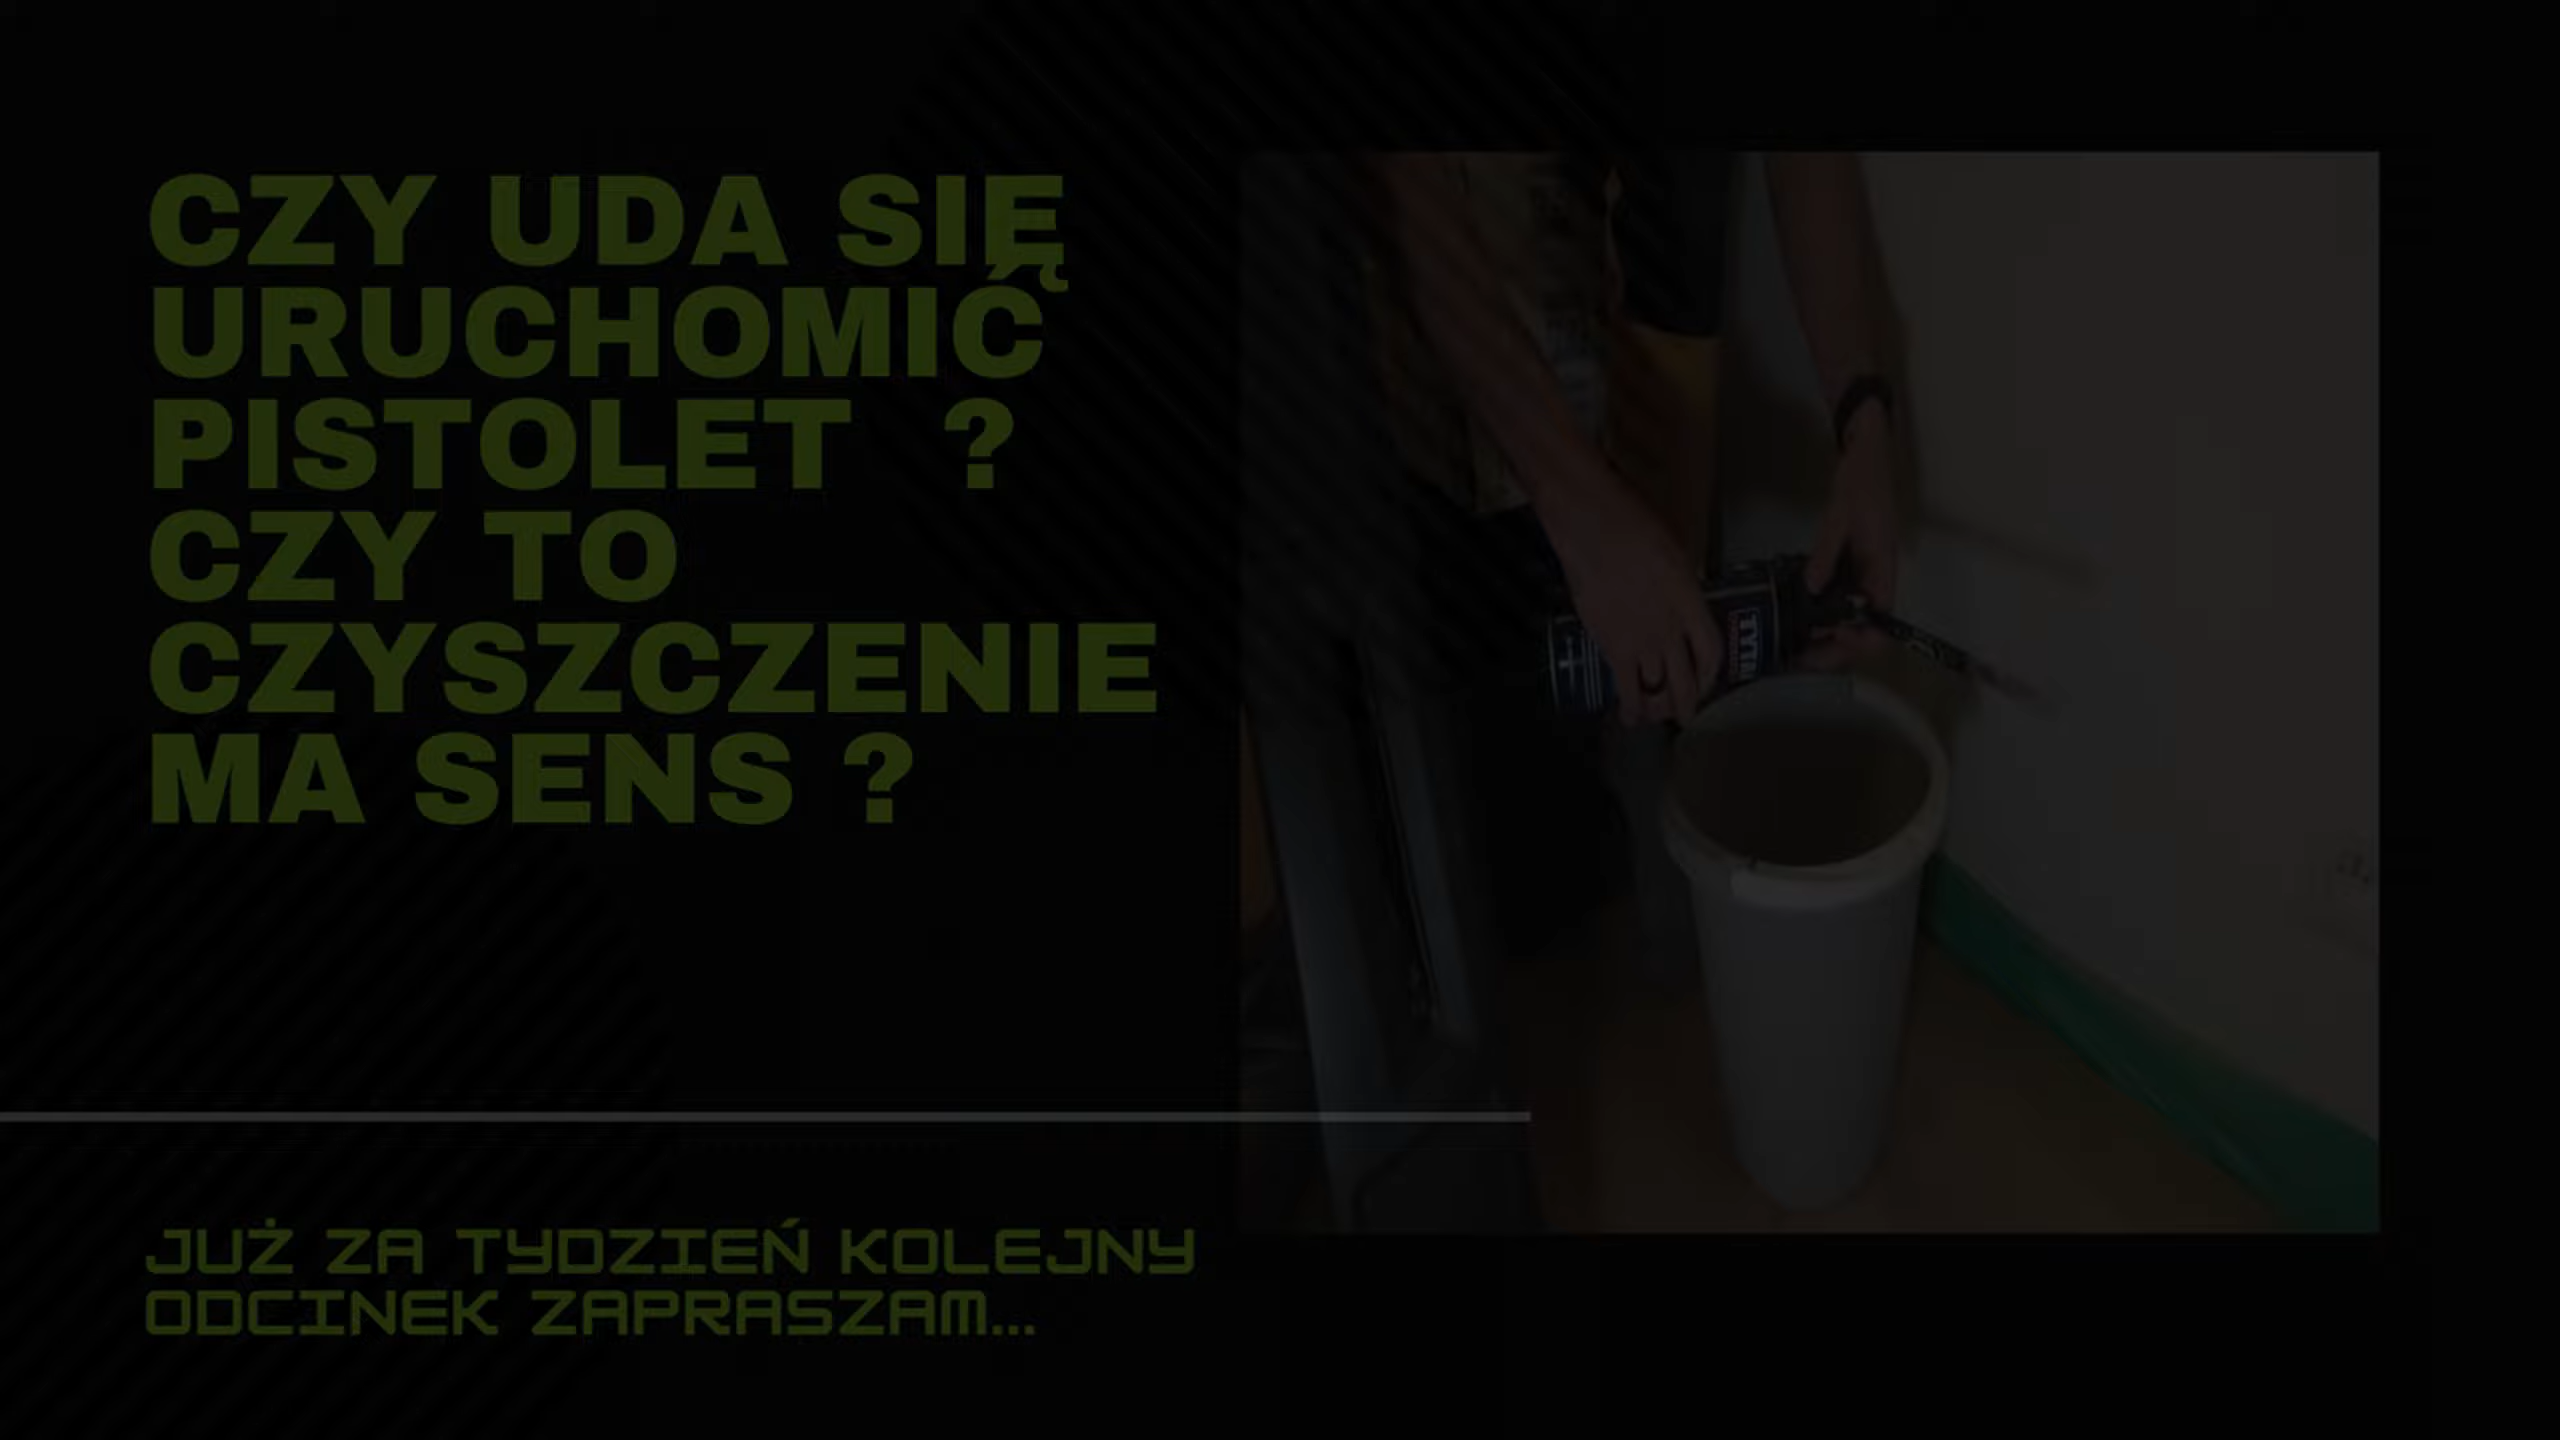 CZY UDA SIĘ
URUCHOMIĆ
PISTOLET ?
CZY TO
CZYSZCZENIE
MA SENS ?
JUŻ ZA TYDZIEŃ KOLEJNY
ODCINEK ZAPRASZAM...